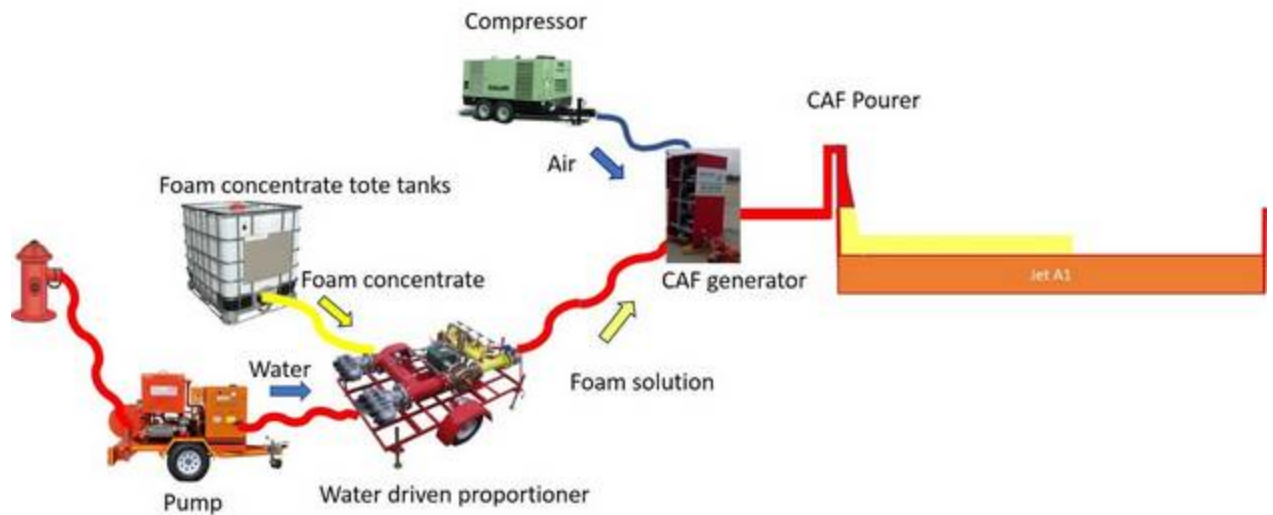 Compressor
CAF Pourer
Air
Foam concentrate tote tanks
Foam concentrate
CAF generator
Jet A1
Water
Foam solution
Pump
Water driven proportioner